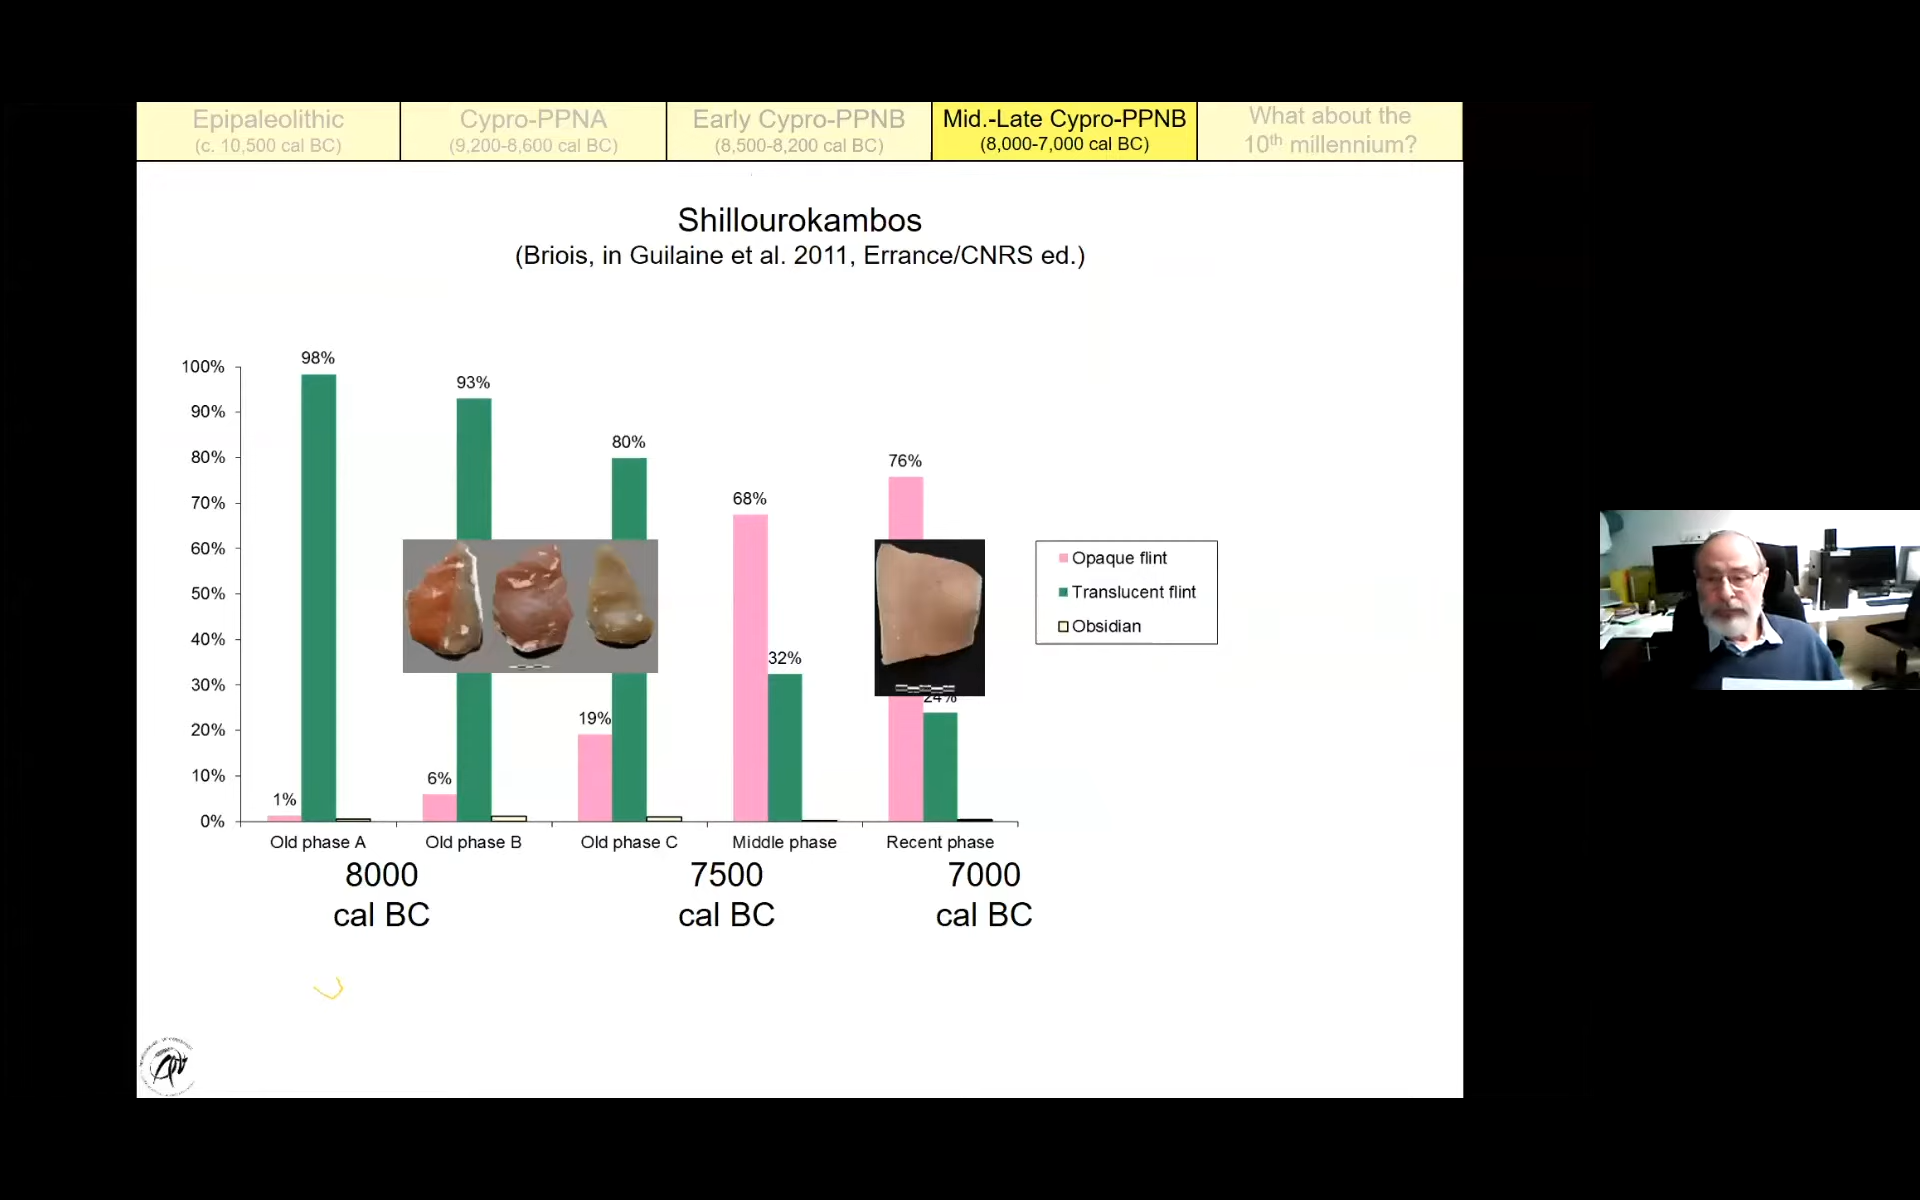 Epipaleolithic
(c. 10,500 cal BC)
Cypro-PPNA
(9,200-8,600 cal BC)
Early Cypro-PPNB
(8,500-8,200 cal BC)
Mid.-Late Cypro-PPNB
(8,000-7,000 cal BC)
What about the
10th millennium?
Shillourokambos
(Briois, in Guilaine et al. 2011, Errance/CNRS ed.)
100%
90%
80%
70%
60%
50%
40%
30%
20%
10%
0%
98%
93%
80%
68%
76%
32%
24%
19%
6%
1%
Opaque flint
Translucent flint
Obsidian
Old phase A
Old phase B
Old phase C
Middle phase
Recent phase
8000
cal BC
7500
cal BC
7000
cal BC